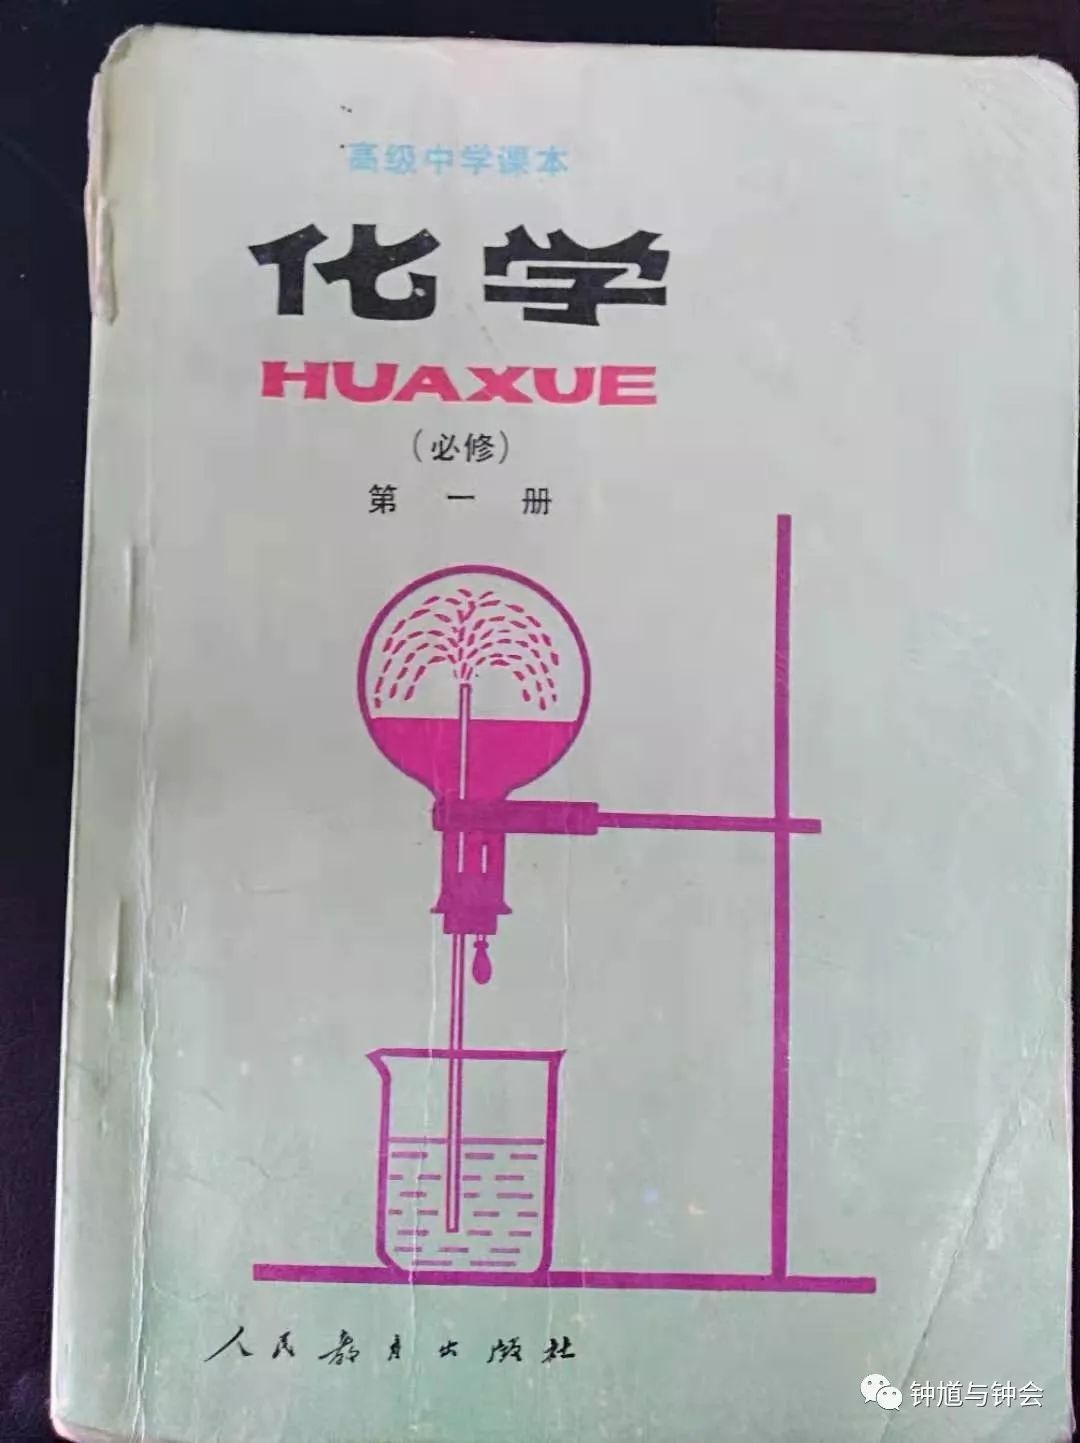 高级中学课本
化学
HUAXUE
（必修）
第一册
人民教育出版社
钟馗与钟会